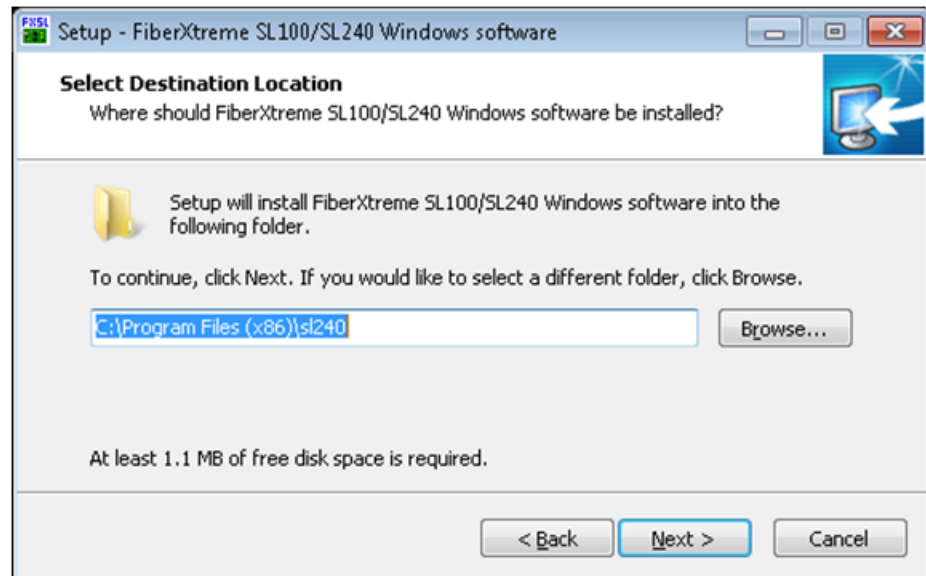 FXSL
240
Setup - FiberXtreme SL100/SL240 Windows software
Select Destination Location
Where should FiberXtreme SL100/SL240 Windows software be installed?
Setup will install FiberXtreme SL100/SL240 Windows software into the
following folder.
To continue, click Next. If you would like to select a different folder, click Browse.
C:\Program Files (x86)\sl240
Browse...
At least 1.1 MB of free disk space is required.
< Back
Next >
Cancel